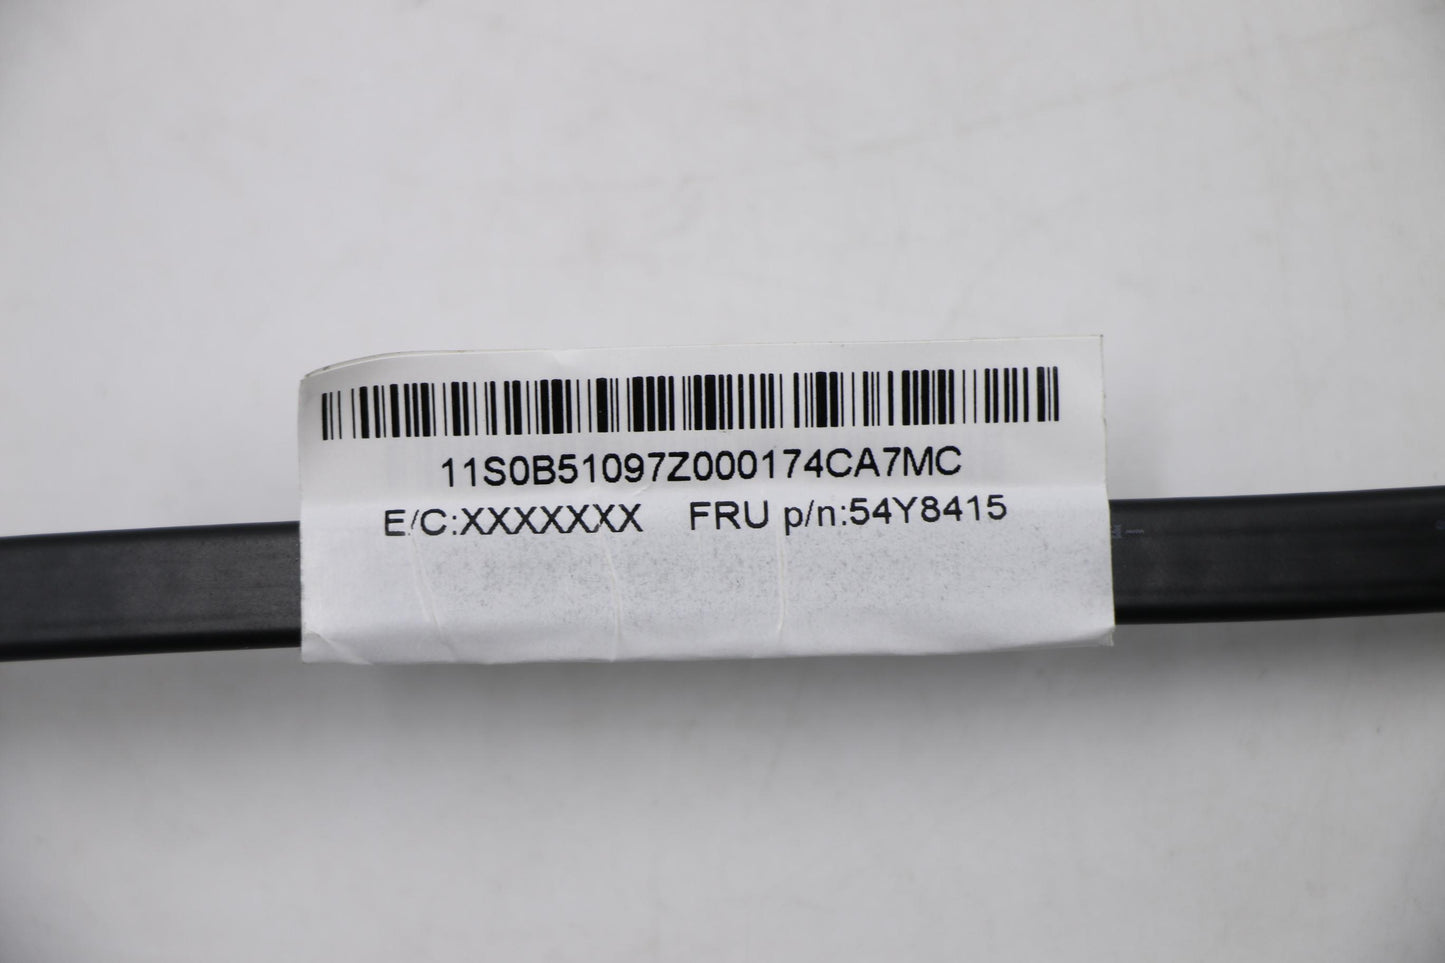 11S0B51097Z000174CA7MC
E/C:XXXXXXX FRU p/n:54Y8415